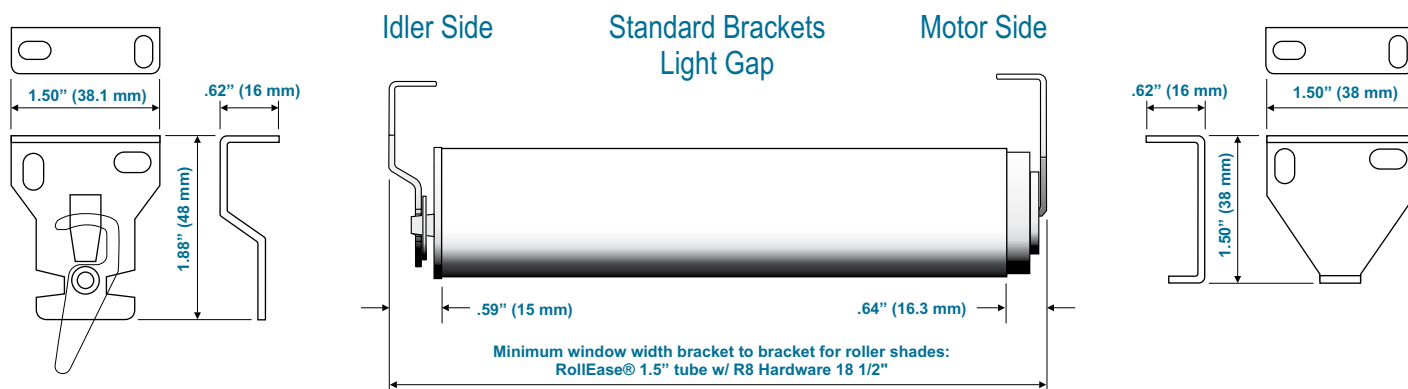 Idler Side
Standard Brackets
Light Gap
Motor Side
1.50” (38.1 mm)
.62” (16 mm)
1.88” (48 mm)
.62” (16 mm)
1.50” (38 mm)
1.50” (38 mm)
.59” (15 mm)
.64” (16.3 mm)
Minimum window width bracket to bracket for roller shades:
RollEase® 1.5” tube w/ R8 Hardware 18 1/2"